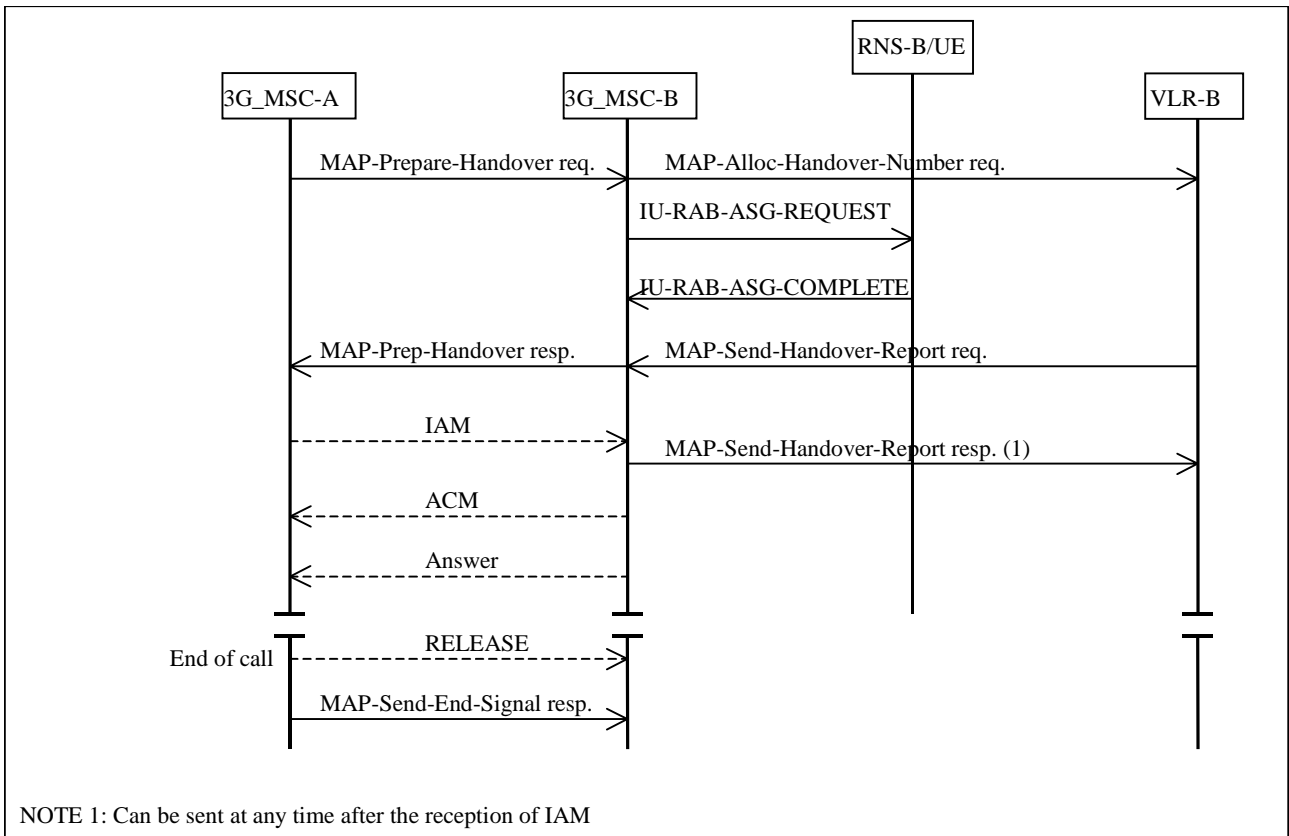 RNS-B/UE
3G_MSC-A
3G_MSC-B
VLR-B
MAP-Prepare-Handover req.
MAP-Alloc-Handover-Number req.
IU-RAB-ASG-REQUEST
IU-RAB-ASG-COMPLETE
MAP-Prep-Handover resp.
MAP-Send-Handover-Report req.
IAM
MAP-Send-Handover-Report resp. (1)
ACM
Answer
RELEASE
End of call
MAP-Send-End-Signal resp.
NOTE 1: Can be sent at any time after the reception of IAM